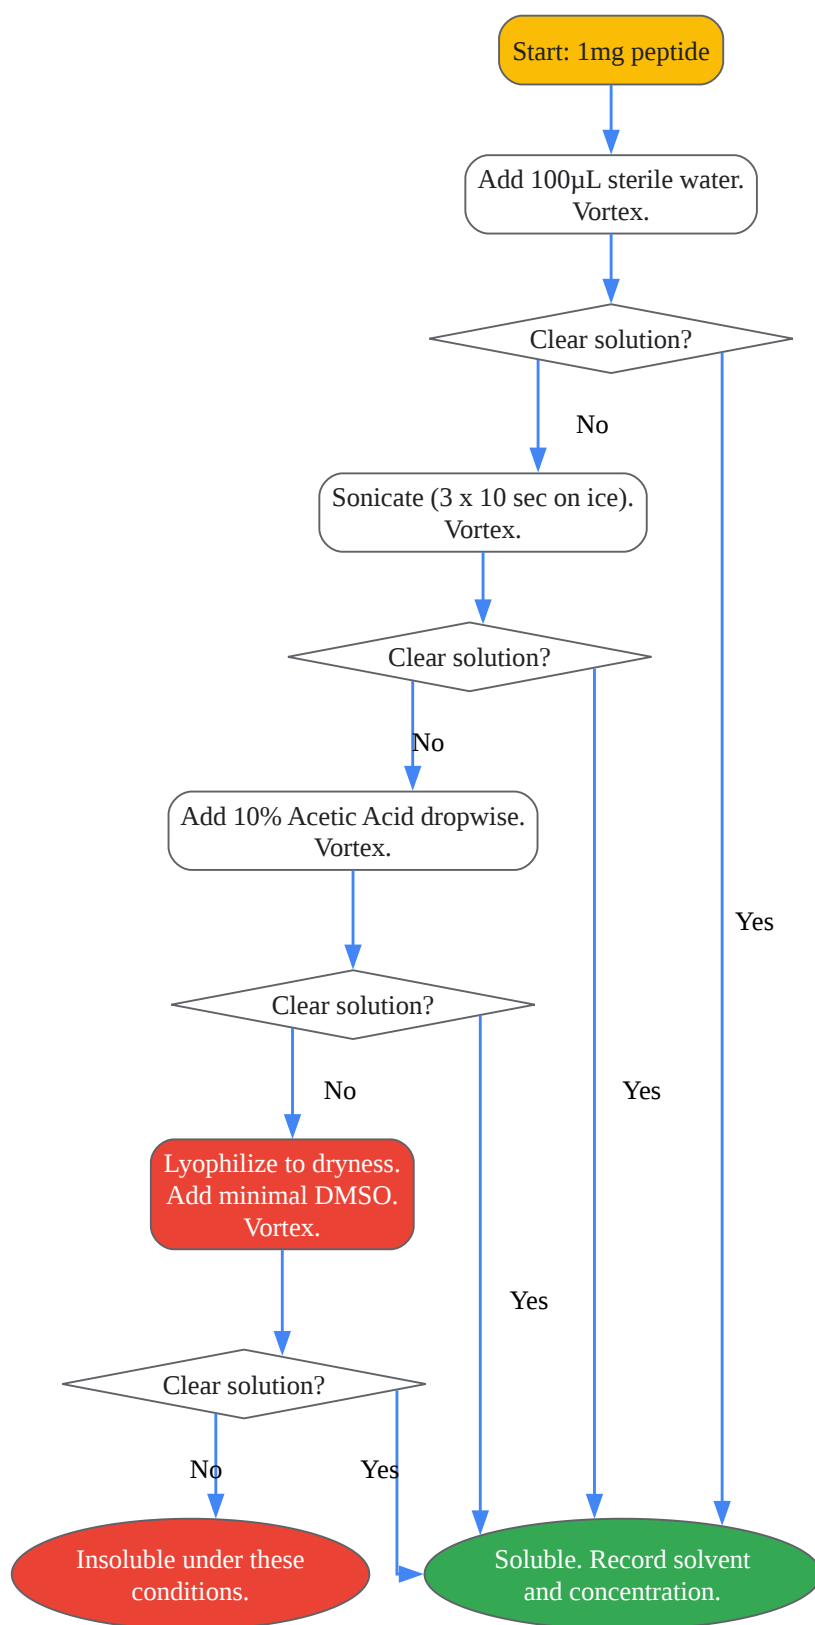 Start: 1mg peptide
Add 100µL sterile water.
Vortex.
Clear solution?
No
Sonicate (3 x 10 sec on ice).
Vortex.
Clear solution?
No
Add 10% Acetic Acid dropwise.
Vortex.
Yes
Clear solution?
No
Yes
Lyophilize to dryness.
Add minimal DMSO.
Vortex.
Yes
Clear solution?
No
Yes
Insoluble under these
conditions.
Soluble. Record solvent
and concentration.